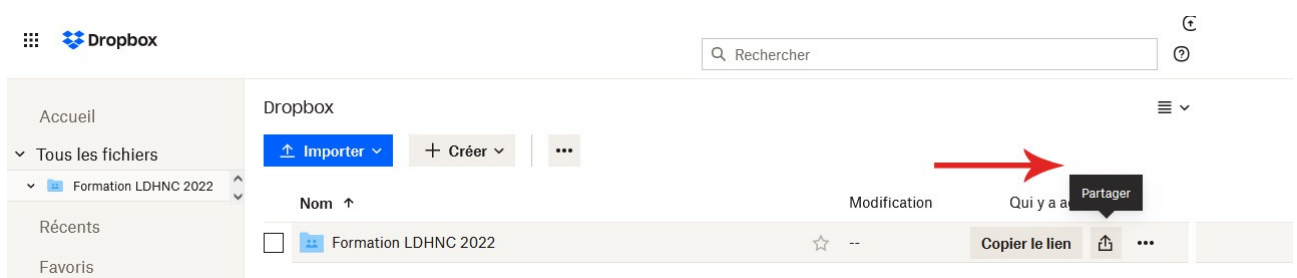 Dropbox
Rechercher
Accueil
Tous les fichiers
Formation LDHNC 2022
Récents
Favoris
Dropbox
Importer
Créer
Partager
Nom Modification Qui y a a
Formation LDHNC 2022 -- Copier le lien